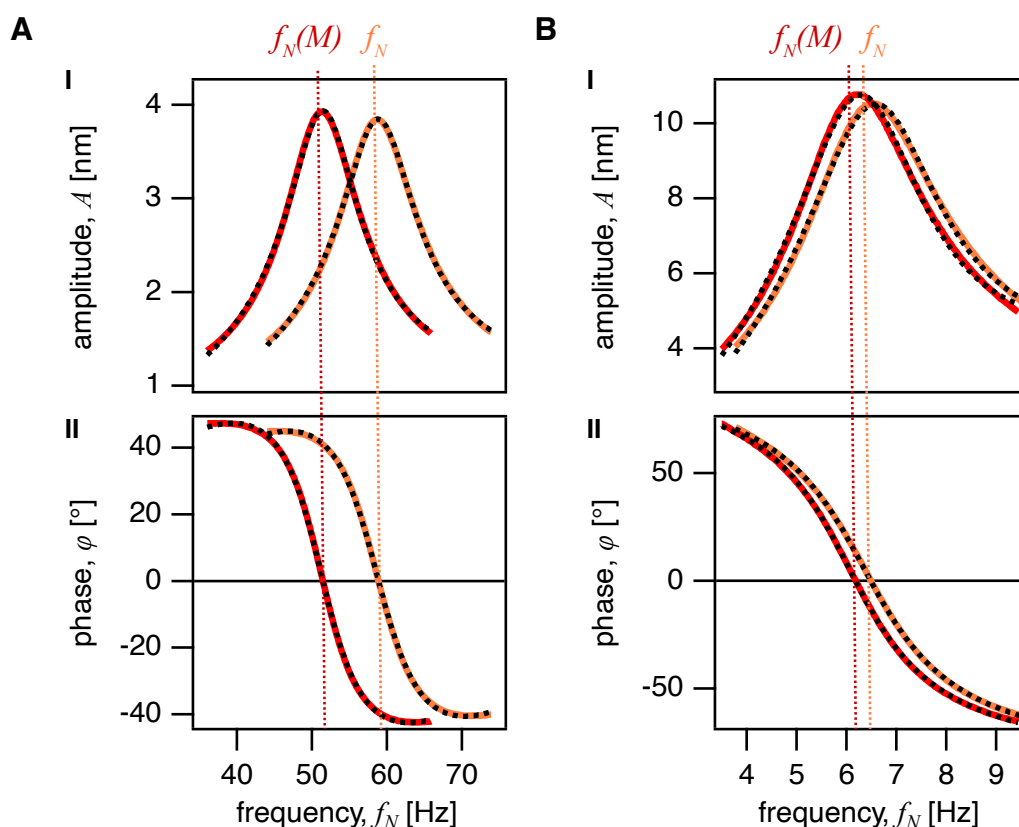 A
f_N(M) f_N
I
4
3
2
1
amplitude, A [nm]
II
40
20
0
-20
-40
phase, φ [°]
40 50 60 70
frequency, f_N [Hz]
B
f_N(M) f_N
I
10
8
6
4
amplitude, A [nm]
II
50
0
-50
phase, φ [°]
4 5 6 7 8 9
frequency, f_N [Hz]